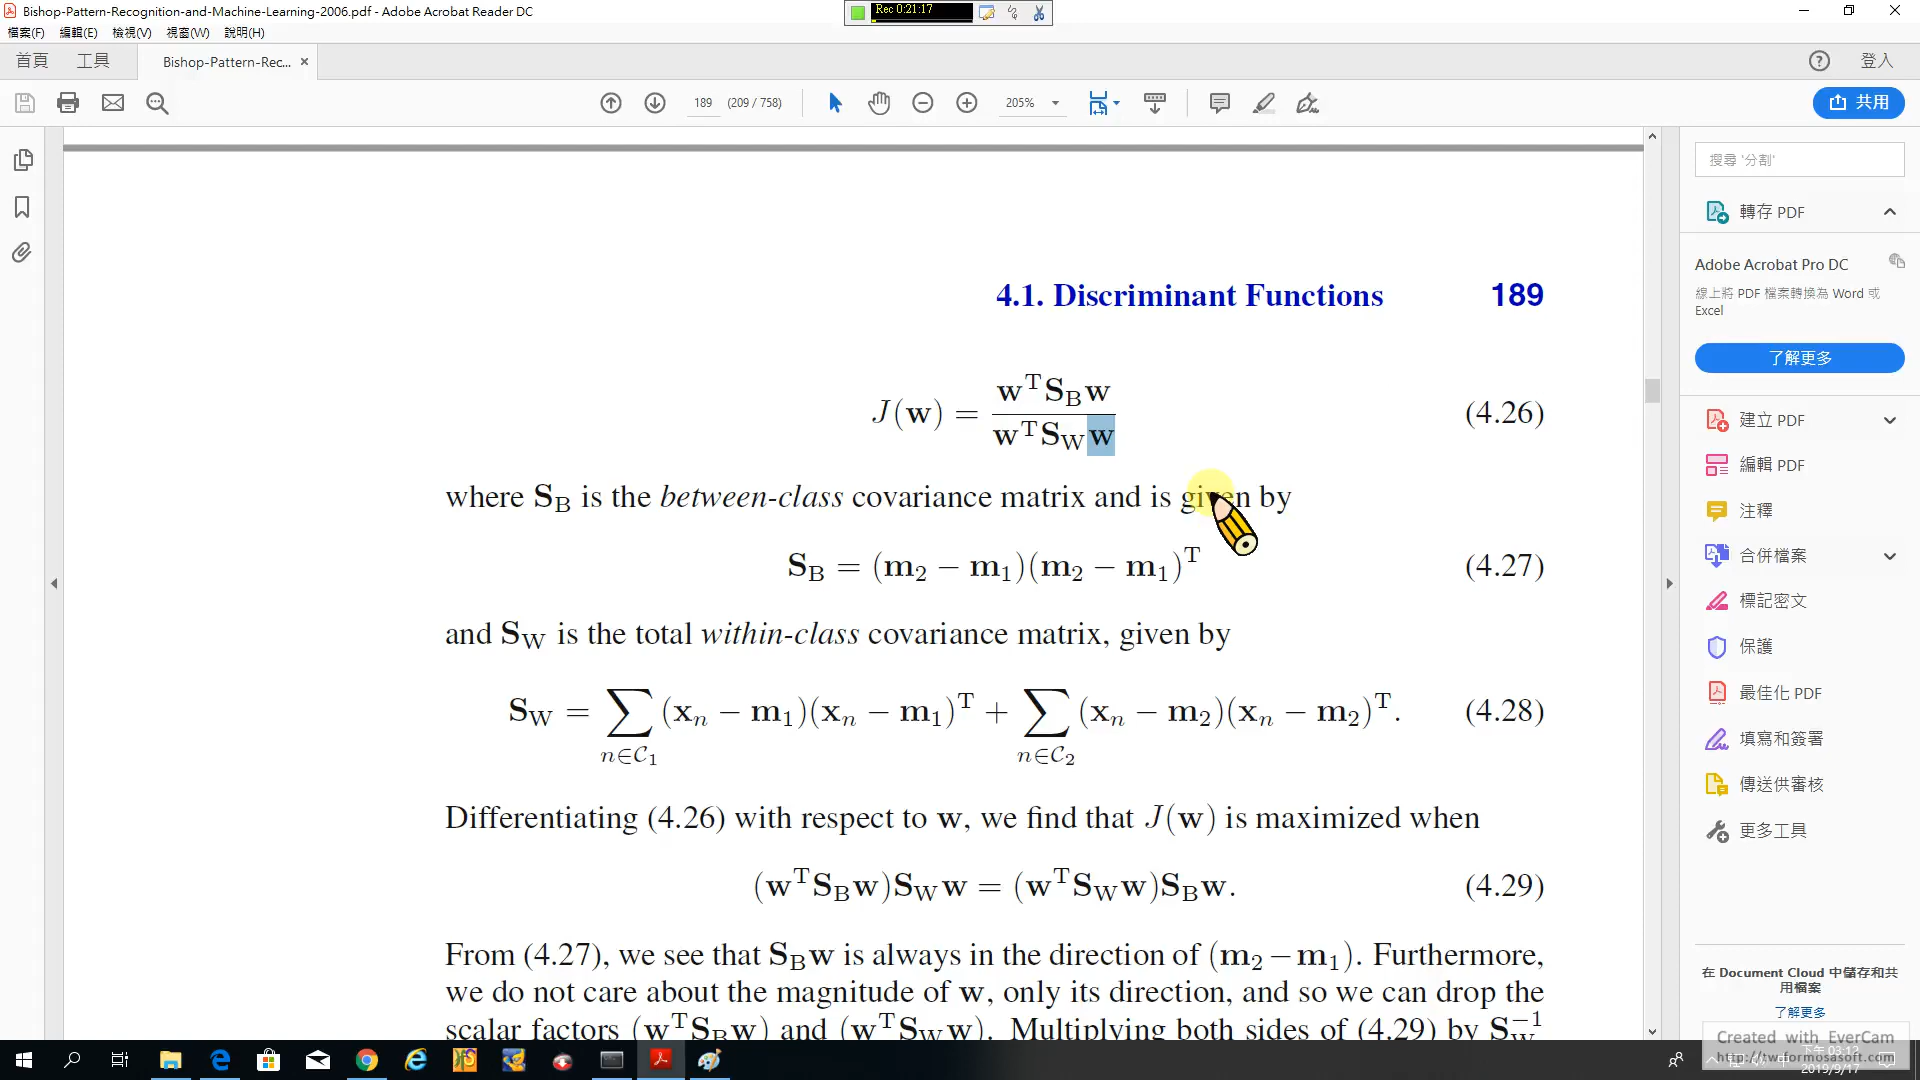 Bishop-Pattern-Recognition-and-Machine-Learning-2006.pdf - Adobe Acrobat Reader DC
Rec 0:21:17
檔案(F) 編輯(E) 檢視(V) 視窗(W) 說明(H)
首頁 工具 Bishop-Pattern-Rec... × 登入
189 (209 / 758) 205% 共用
搜尋 '分割'
轉存 PDF
Adobe Acrobat Pro DC
線上將 PDF 檔案轉換為 Word 或
Excel
了解更多
建立 PDF
編輯 PDF
注釋
合併檔案
標記密文
保護
最佳化 PDF
填寫和簽署
傳送供審核
更多工具
在 Document Cloud 中儲存和共
用檔案
了解更多
4.1. Discriminant Functions 189
J(w) = wᵀS_Bw / wᵀS_Ww (4.26)
where S_B is the between-class covariance matrix and is given by
S_B = (m₂ − m₁)(m₂ − m₁)ᵀ (4.27)
and S_W is the total within-class covariance matrix, given by
S_W = ∑_{n∈C₁} (xₙ − m₁)(xₙ − m₁)ᵀ + ∑_{n∈C₂} (xₙ − m₂)(xₙ − m₂)ᵀ. (4.28)
Differentiating (4.26) with respect to w, we find that J(w) is maximized when
(wᵀS_Bw)S_Ww = (wᵀS_Ww)S_Bw. (4.29)
From (4.27), we see that S_Bw is always in the direction of (m₂ − m₁). Furthermore,
we do not care about the magnitude of w, only its direction, and so we can drop the
scalar factors (wᵀS_Bw) and (wᵀS_Ww). Multiplying both sides of (4.29) by S_W⁻¹
Created with EverCam
http://twformosasoft.com
2019/9/17